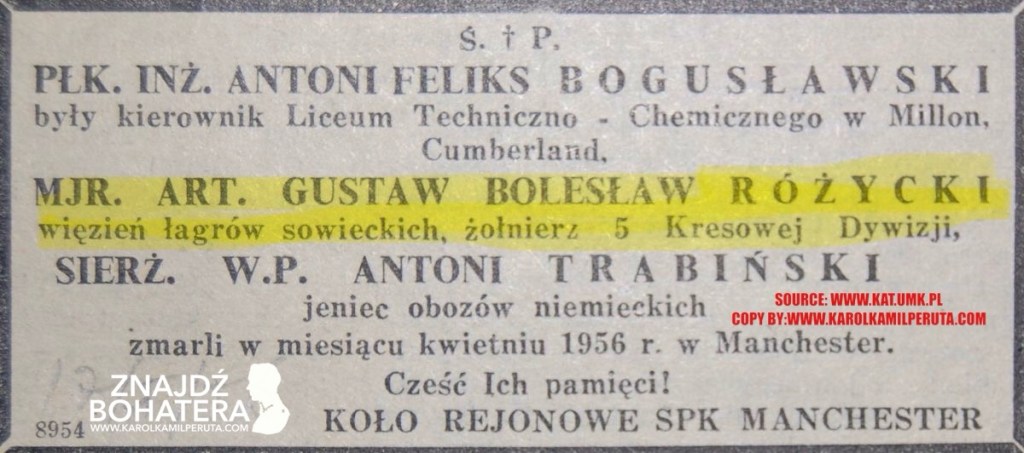 Ś. † P.
PŁK. INŻ. ANTONI FELIKS BOGUSŁAWSKI
były kierownik Liceum Techniczno - Chemicznego w Millon,
Cumberland,
MJR. ART. GUSTAW BOLESŁAW RÓŻYCKI
więzień łagrów sowieckich, żołnierz 5 Kresowej Dywizji,
SIERŻ. W.P. ANTONI TRABIŃSKI
jeniec obozów niemieckich
SOURCE: WWW.KAT.UMK.PL
COPY BY:WWW.KAROLKAMILPERUTA.COM
zmarli w miesiącu kwietniu 1956 r. w Manchester.
Cześć Ich pamięci!
ZNAJDŹ
BOHATERA
WWW.KAROLKAMILPERUTA.COM
KOŁO REJONOWE SPK MANCHESTER
8954